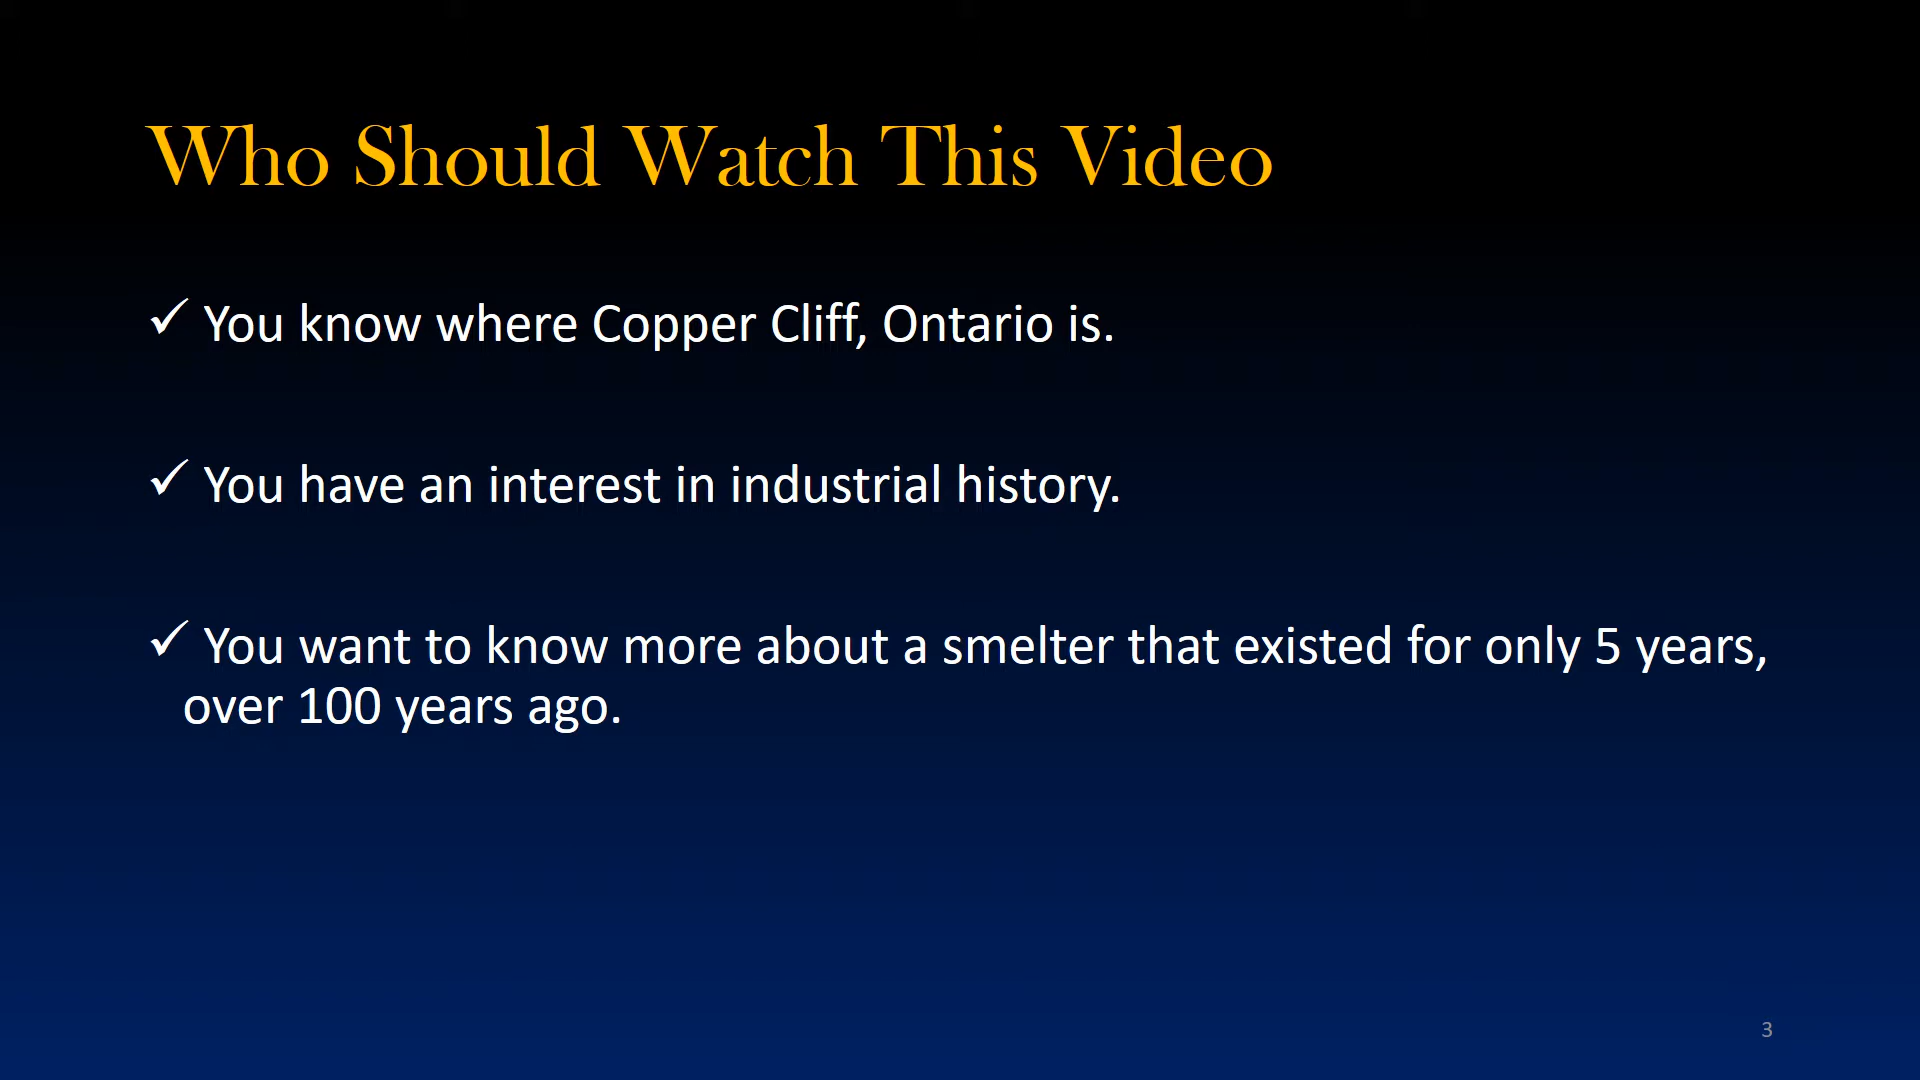 Who Should Watch This Video
✓ You know where Copper Cliff, Ontario is.
✓ You have an interest in industrial history.
✓ You want to know more about a smelter that existed for only 5 years,
over 100 years ago.
3